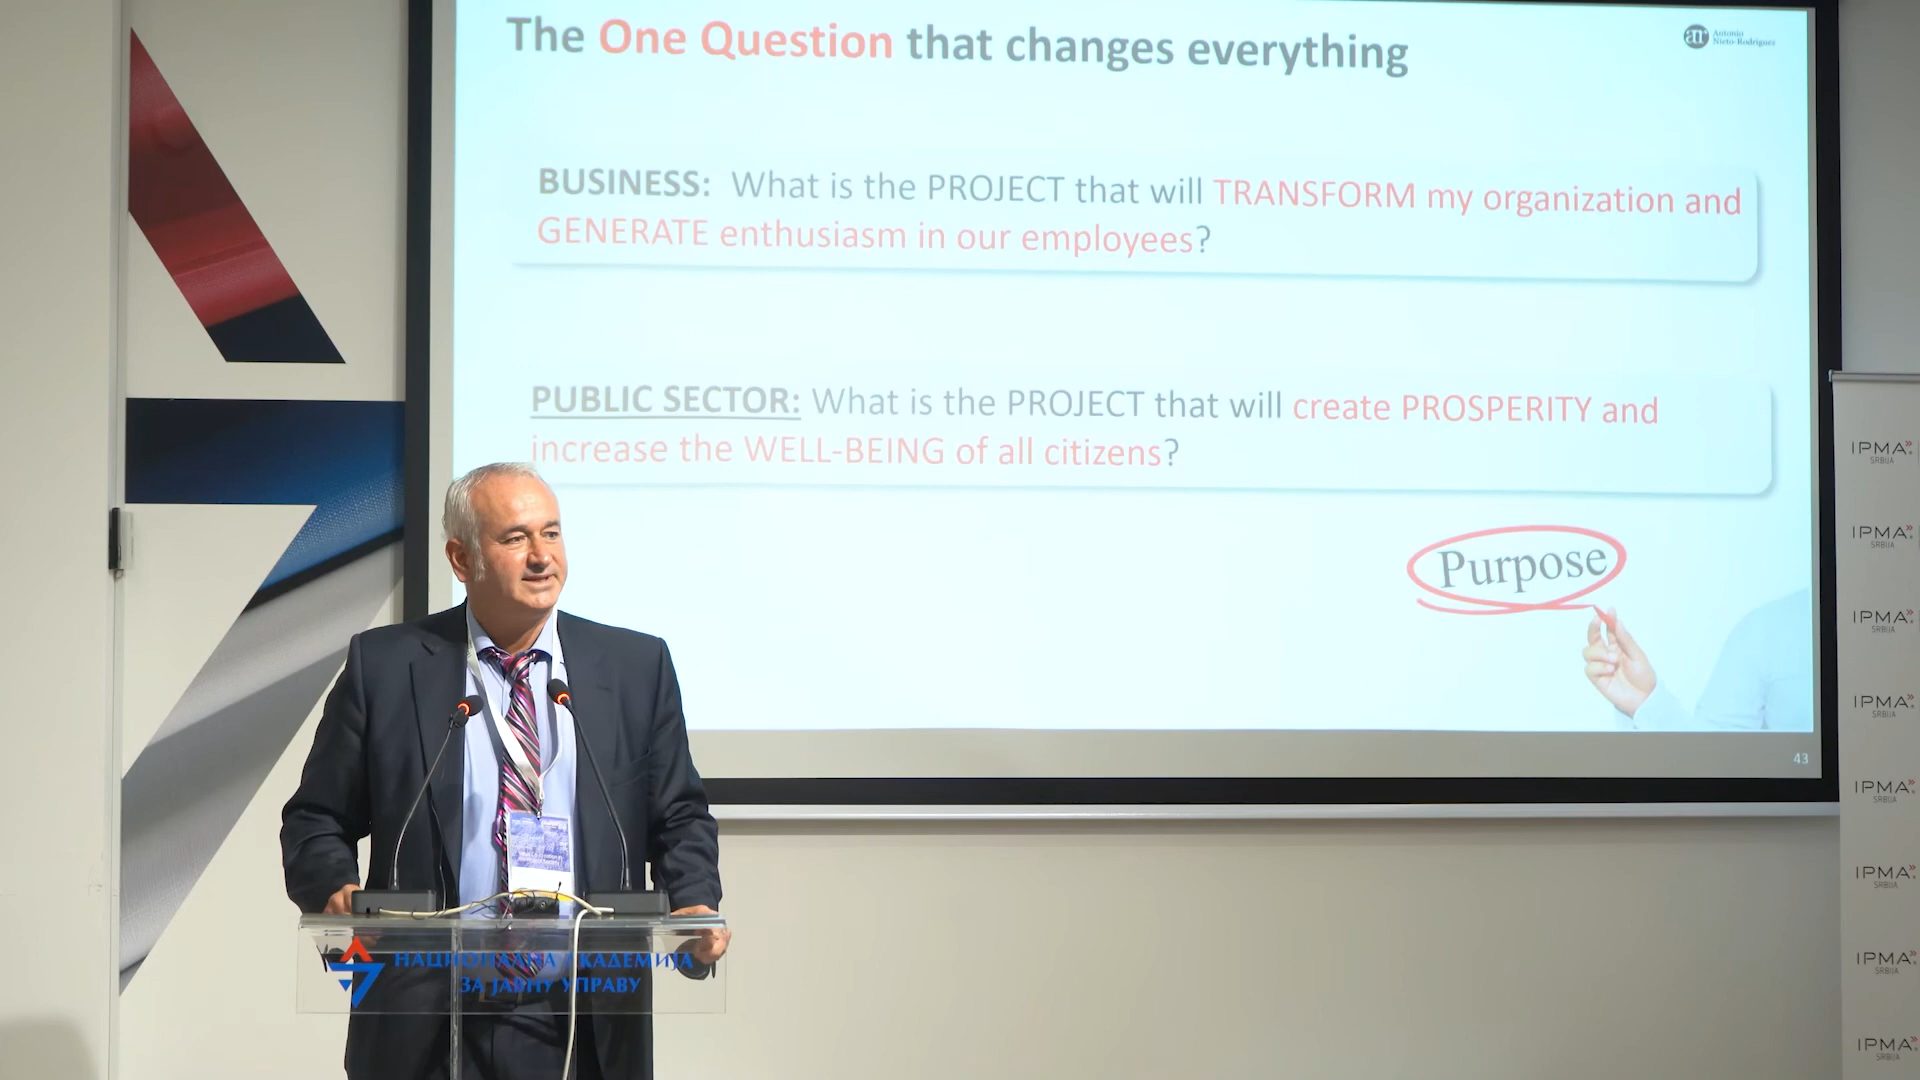 The One Question that changes everything
ar Antonio
Nieto-Rodriguez
BUSINESS: What is the PROJECT that will TRANSFORM my organization and
GENERATE enthusiasm in our employees?
PUBLIC SECTOR: What is the PROJECT that will create PROSPERITY and
increase the WELL-BEING of all citizens?
Purpose
43
IPMA
SRBIJA
IPMA
SRBIJA
IPMA
SRBIJA
IPMA
SRBIJA
IPMA
SRBIJA
IPMA
SRBIJA
IPMA
SRBIJA
IPMA
SRBIJA
НАЦИОНАЛНА АКАДЕМИЈА
ЗА ЈАВНУ УПРАВУ